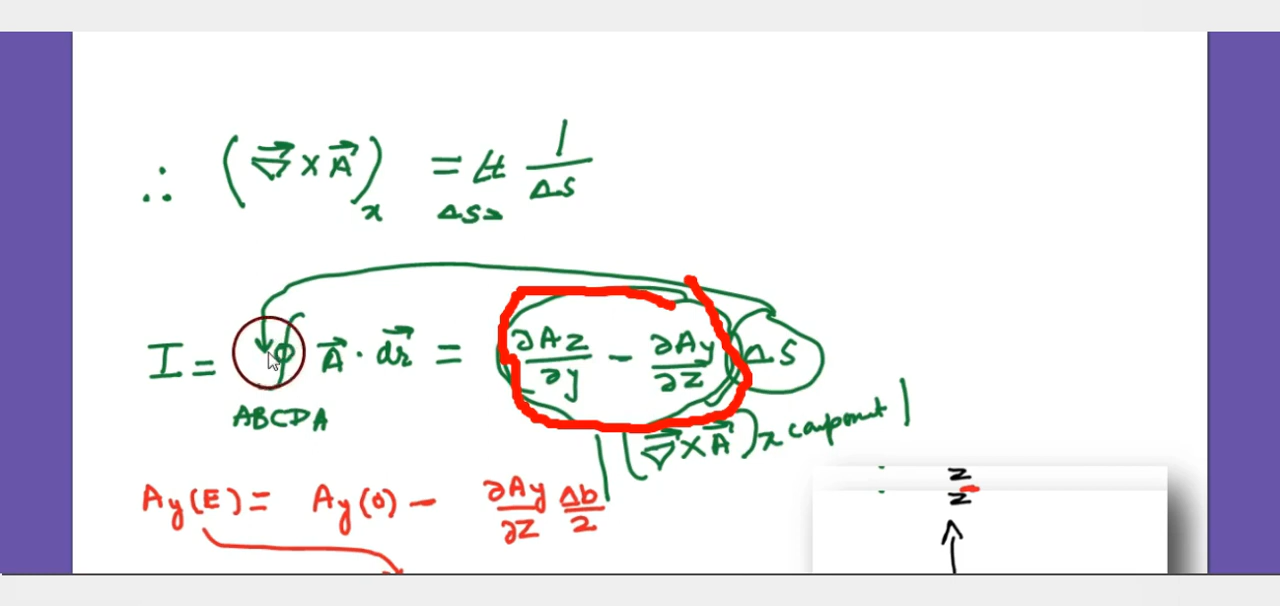 ∴ (∇⃗ × A⃗)ₓ = Lt 1/ΔS
ΔS→
I = ∮ A⃗ · dr⃗ = (∂Az/∂y − ∂Ay/∂z) ΔS
ABCDA
(∇⃗ × A⃗)x component
Ay(E) = Ay(0) − ∂Ay/∂z Δb/2
z
z